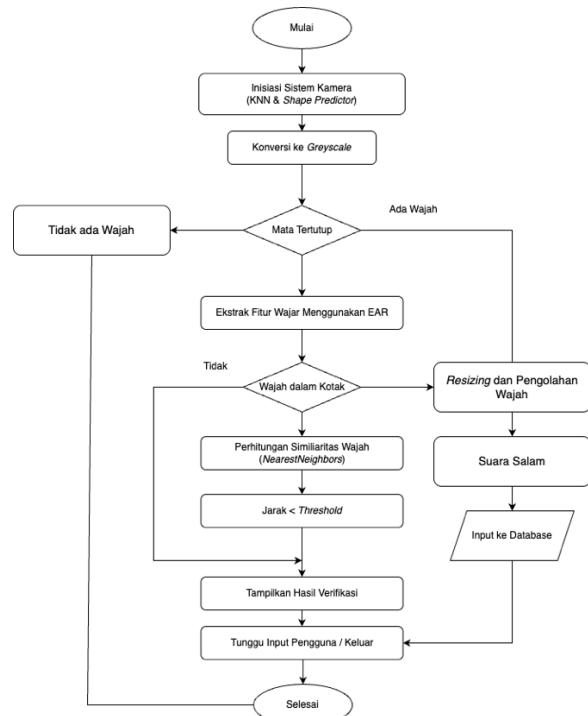 Mulai
Inisiasi Sistem Kamera
(KNN & Shape Predictor)
Konversi ke Greyscale
Ada Wajah
Tidak ada Wajah
Mata Tertutup
Ekstrak Fitur Wajar Menggunakan EAR
Tidak
Wajah dalam Kotak
Resizing dan Pengolahan
Wajah
Perhitungan Similiaritas Wajah
(NearestNeighbors)
Suara Salam
Jarak < Threshold
Input ke Database
Tampilkan Hasil Verifikasi
Tunggu Input Pengguna / Keluar
Selesai